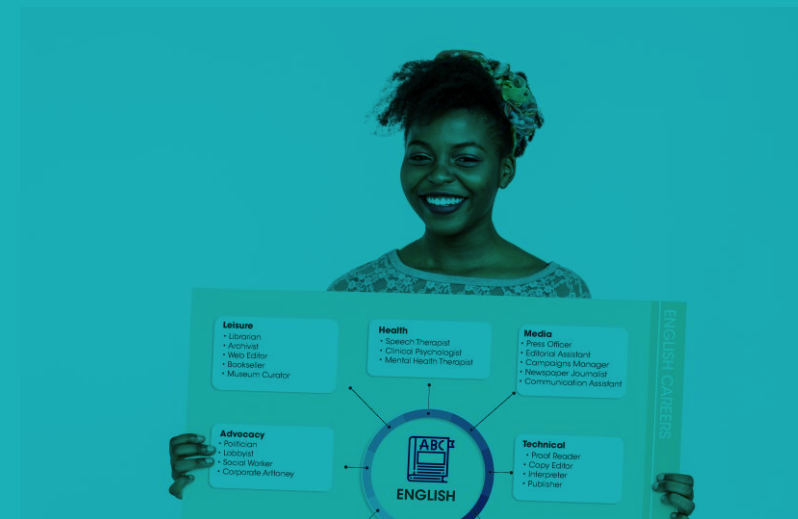 Leisure
• Librarian
• Archivist
• Web Editor
• Bookseller
• Museum Curator
Health
• Speech Therapist
• Clinical Psychologist
• Mental Health Therapist
Media
• Press Officer
• Editorial Assistant
• Campaigns Manager
• Newspaper Journalist
• Communication Assistant
ENGLISH CAREERS
Advocacy
• Politician
• Lobbyist
• Social Worker
• Corporate Arttoney
ABC
ENGLISH
Technical
• Proof Reader
• Copy Editor
• Interpreter
• Publisher